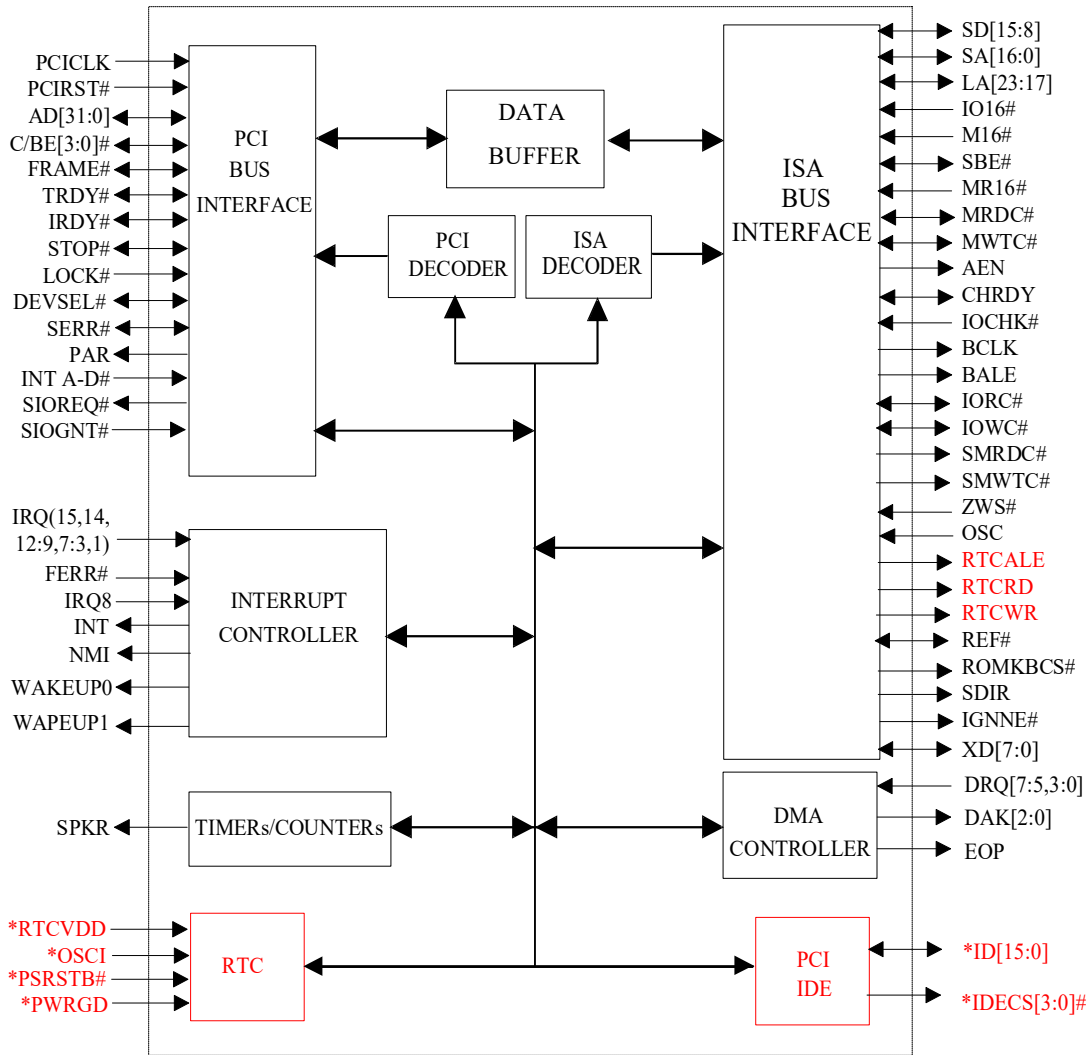 PCICLK
PCIRST#
AD[31:0]
C/BE[3:0]#
FRAME#
TRDY#
IRDY#
STOP#
LOCK#
DEVSEL#
SERR#
PAR
INT A-D#
SIOREQ#
SIOGNT#
PCI
BUS
INTERFACE
DATA
BUFFER
PCI
DECODER
ISA
DECODER
ISA
BUS
INTERFACE
SD[15:8]
SA[16:0]
LA[23:17]
IO16#
M16#
SBE#
MR16#
MRDC#
MWTC#
AEN
CHRDY
IOCHK#
BCLK
BALE
IORC#
IOWC#
SMRDC#
SMWTC#
ZWS#
OSC
RTCALE
RTCRD
RTCWR
REF#
ROMKBCS#
SDIR
IGNNE#
XD[7:0]
IRQ(15,14,
12:9,7:3,1)
FERR#
IRQ8
INT
NMI
WAKEUP0
WAPEUP1
INTERRUPT
CONTROLLER
SPKR
TIMERs/COUNTERs
DMA
CONTROLLER
DRQ[7:5,3:0]
DAK[2:0]
EOP
*RTCVDD
*OSCI
*PSRSTB#
*PWRGD
RTC
PCI
IDE
*ID[15:0]
*IDECS[3:0]#